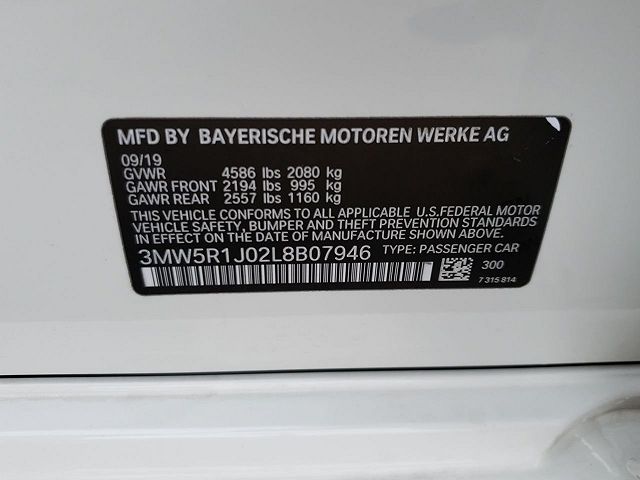 MFD BY BAYERISCHE MOTOREN WERKE AG
09/19
GVWR 4586 lbs 2080 kg
GAWR FRONT 2194 lbs 995 kg
GAWR REAR 2557 lbs 1160 kg
THIS VEHICLE CONFORMS TO ALL APPLICABLE U.S.FEDERAL MOTOR
VEHICLE SAFETY, BUMPER AND THEFT PREVENTION STANDARDS
IN EFFECT ON THE DATE OF MANUFACTURE SHOWN ABOVE.
3MW5R1J02L8B07946 TYPE: PASSENGER CAR
300
7 315 814